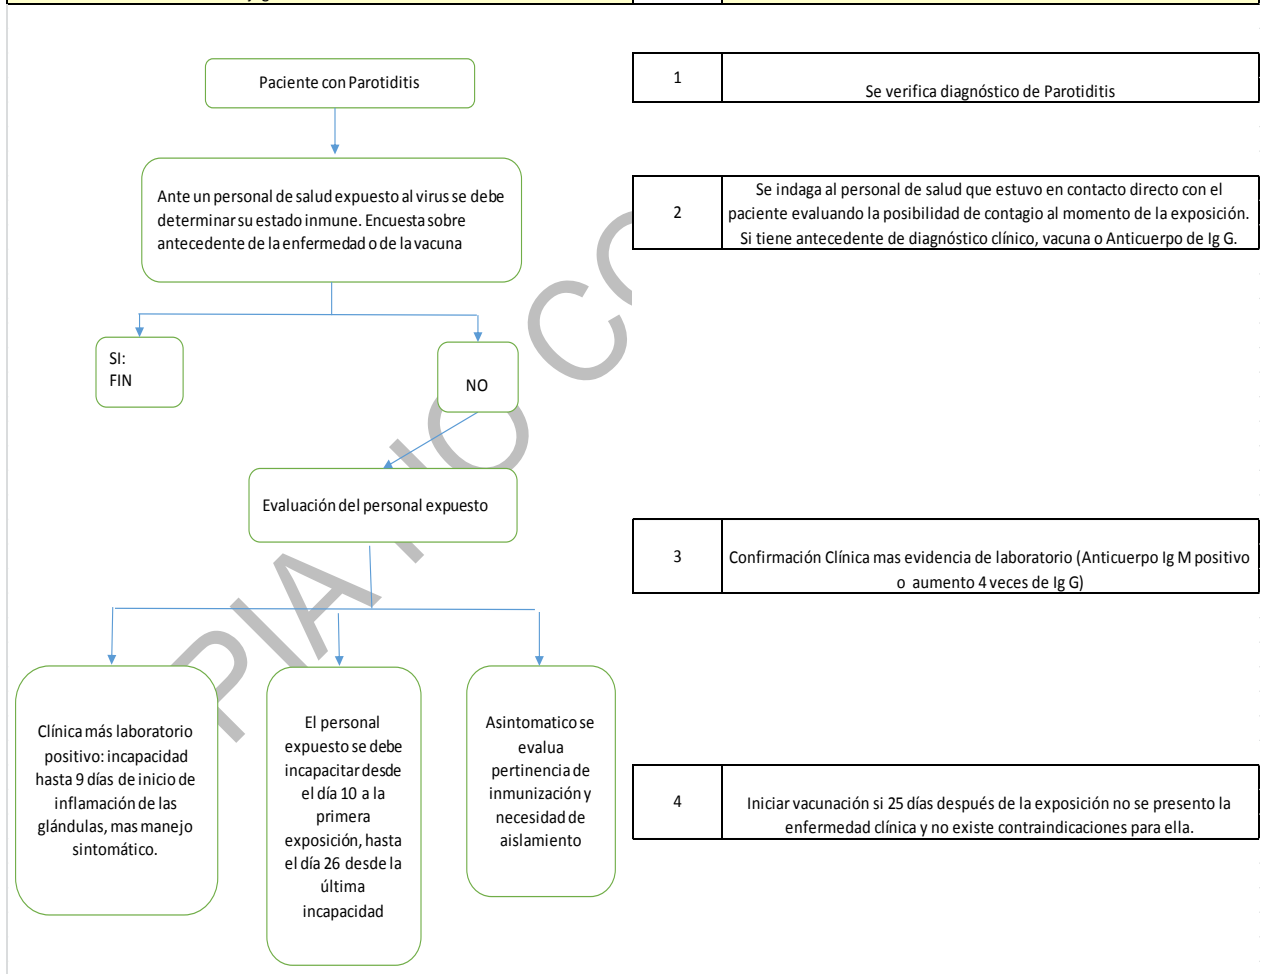 Paciente con Parotiditis
1
Se verifica diagnóstico de Parotiditis
Ante un personal de salud expuesto al virus se debe
determinar su estado inmune. Encuesta sobre
antecedente de la enfermedad o de la vacuna
2
Se indaga al personal de salud que estuvo en contacto directo con el
paciente evaluando la posibilidad de contagio al momento de la exposición.
Si tiene antecedente de diagnóstico clínico, vacuna o Anticuerpo de Ig G.
SI:
FIN
NO
Evaluación del personal expuesto
3
Confirmación Clínica mas evidencia de laboratorio (Anticuerpo Ig M positivo
o aumento 4 veces de Ig G)
Clínica más laboratorio
positivo: incapacidad
hasta 9 días de inicio de
inflamación de las
glándulas, mas manejo
sintomático.
El personal
expuesto se debe
incapacitar desde
el día 10 a la
primera
exposición, hasta
el día 26 desde la
última
incapacidad
Asintomatico se
evalua
pertinencia de
inmunización y
necesidad de
aislamiento
4
Iniciar vacunación si 25 días después de la exposición no se presento la
enfermedad clínica y no existe contraindicaciones para ella.
PIA NO CO